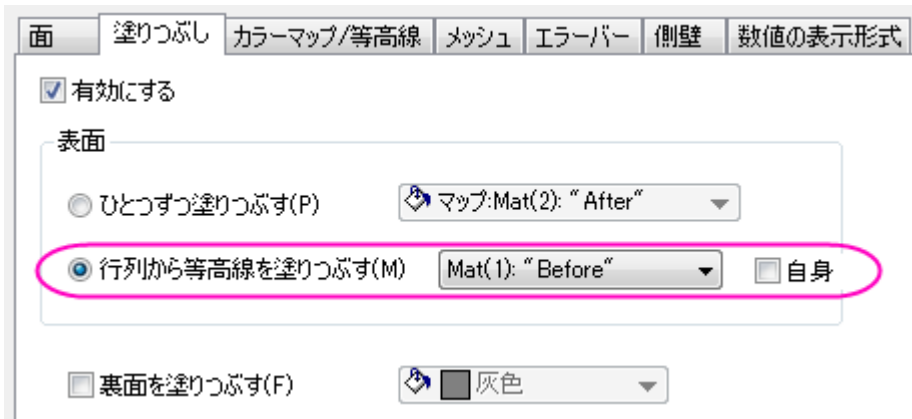 面 塗りつぶし カラーマップ/等高線 メッシュ エラーバー 側壁 数値の表示形式
有効にする
表面
ひとつずつ塗りつぶす(P) マップ:Mat(2): "After"
行列から等高線を塗りつぶす(M) Mat(1): "Before" 自身
裏面を塗りつぶす(F) 灰色